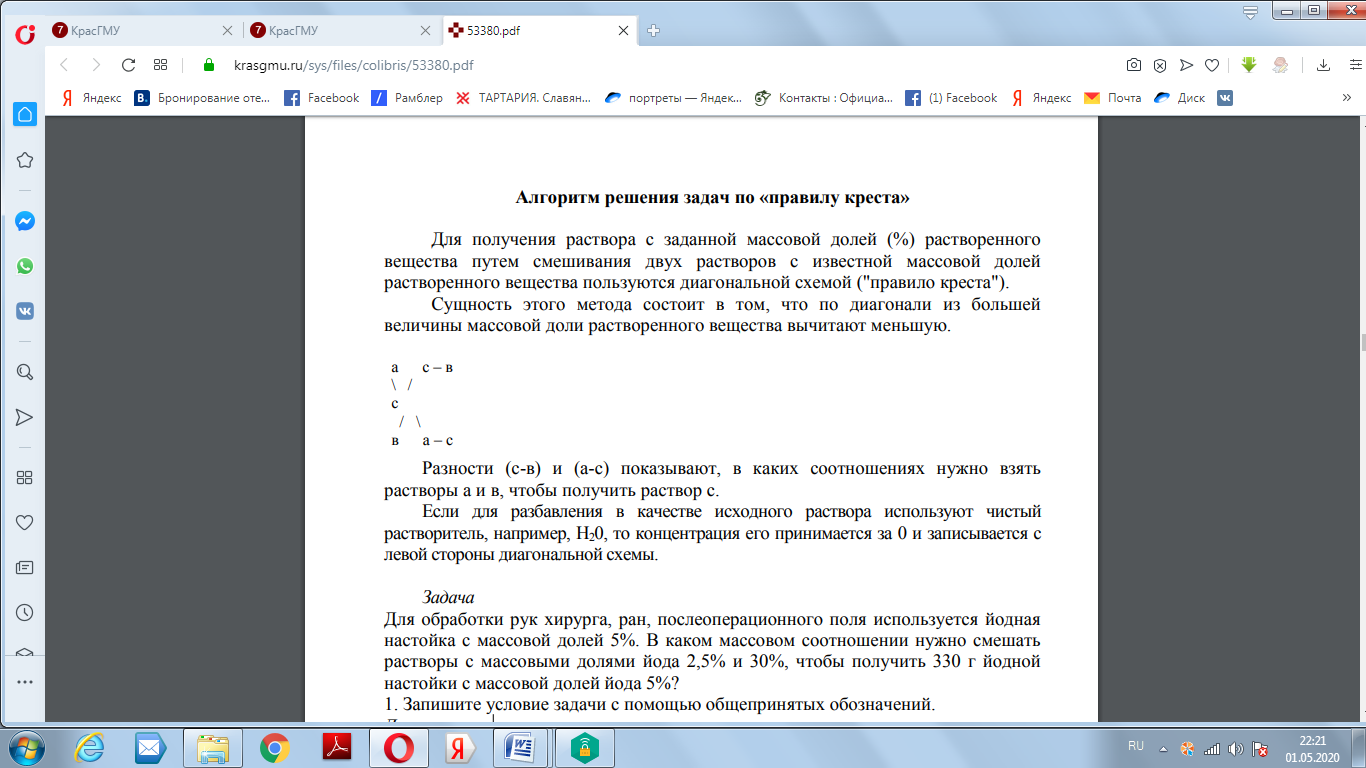 КрасГМУ
КрасГМУ
53380.pdf
krasgmu.ru/sys/files/colibris/53380.pdf
Яндекс
Бронирование оте...
Facebook
Рамблер
ТАРТАРИЯ. Славян...
портреты — Яндек...
Контакты : Официа...
(1) Facebook
Яндекс
Почта
Диск
»
Алгоритм решения задач по «правилу креста»
Для получения раствора с заданной массовой долей (%) растворенного
вещества путем смешивания двух растворов с известной массовой долей
растворенного вещества пользуются диагональной схемой ("правило креста").
Сущность этого метода состоит в том, что по диагонали из большей
величины массовой доли растворенного вещества вычитают меньшую.
а с – в
\ /
с
/ \
в а – с
Разности (с-в) и (а-с) показывают, в каких соотношениях нужно взять
растворы а и в, чтобы получить раствор с.
Если для разбавления в качестве исходного раствора используют чистый
растворитель, например, Н₂0, то концентрация его принимается за 0 и записывается с
левой стороны диагональной схемы.
Задача
Для обработки рук хирурга, ран, послеоперационного поля используется йодная
настойка с массовой долей 5%. В каком массовом соотношении нужно смешать
растворы с массовыми долями йода 2,5% и 30%, чтобы получить 330 г йодной
настойки с массовой долей йода 5%?
1. Запишите условие задачи с помощью общепринятых обозначений.
RU
22:21
01.05.2020